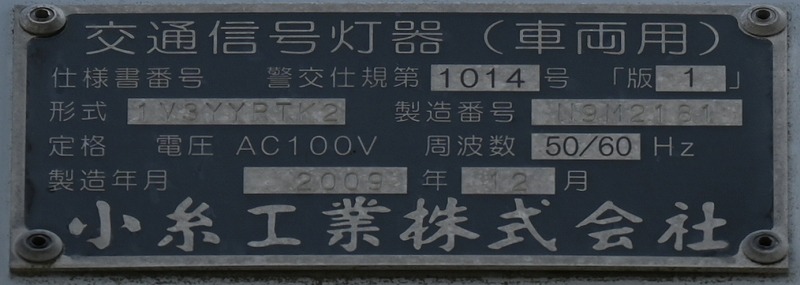 交通信号灯器(車両用)
仕様書番号 警交仕規第 1014 号 「版 1 」
形式 1V3YYRTK2 製造番号
定格 電圧 AC100V 周波数 50/60 Hz
製造年月 2009 年 12 月
小糸工業株式会社